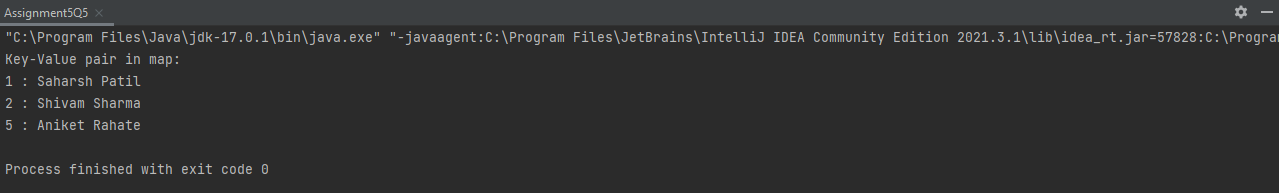 Assignment5Q5
"C:\Program Files\Java\jdk-17.0.1\bin\java.exe" "-javaagent:C:\Program Files\JetBrains\IntelliJ IDEA Community Edition 2021.3.1\lib\idea_rt.jar=57828:C:\Program
Key-Value pair in map:
1 : Saharsh Patil
2 : Shivam Sharma
5 : Aniket Rahate
Process finished with exit code 0